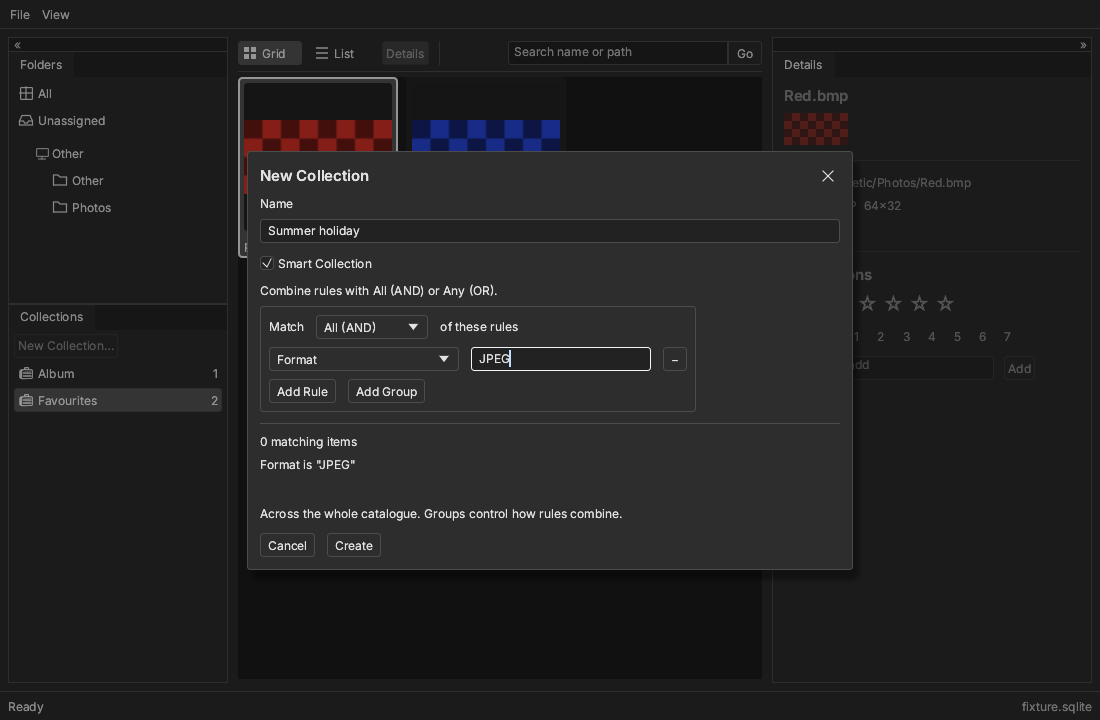 File View
«
Folders
All
Unassigned
Other
Other
Photos
Collections
New Collection...
Album 1
Favourites 2
Grid List Details Search name or path Go
New Collection
Name
Summer holiday
Smart Collection
Combine rules with All (AND) or Any (OR).
Match All (AND) of these rules
Format JPEG –
Add Rule Add Group
0 matching items
Format is "JPEG"
Across the whole catalogue. Groups control how rules combine.
Cancel Create
»
Details
Red.bmp
/Photos/Red.bmp
64×32
1 2 3 4 5 6 7
Add
Ready fixture.sqlite